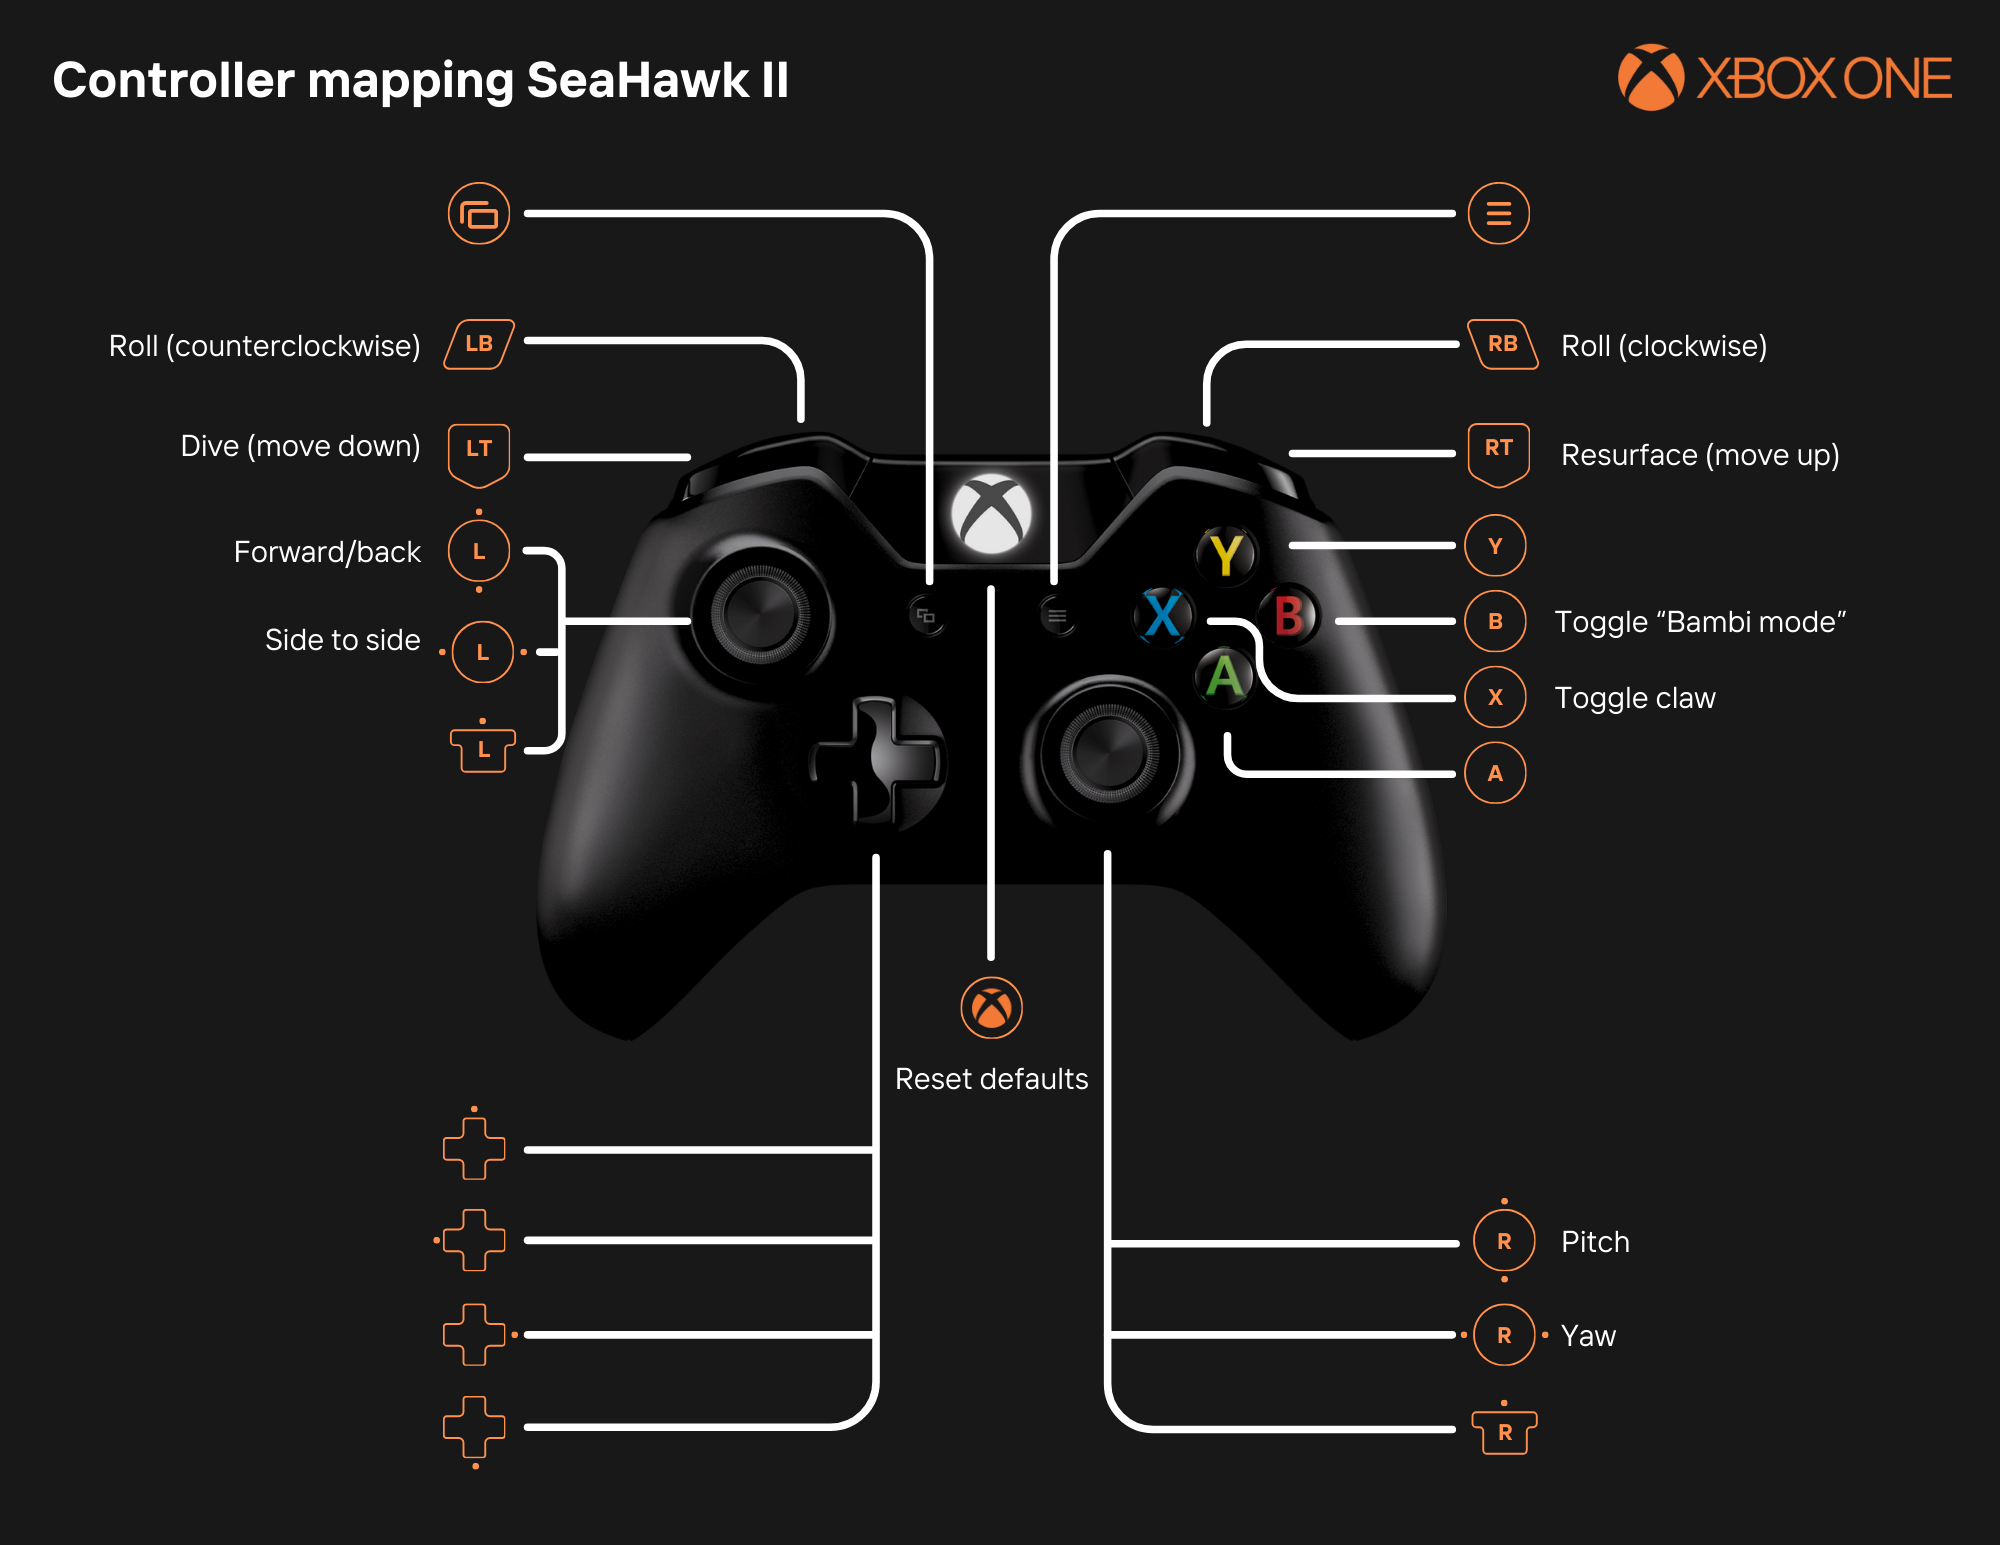 Controller mapping SeaHawk II
XBOX ONE
Roll (counterclockwise) LB
RB Roll (clockwise)
Dive (move down) LT
RT Resurface (move up)
Forward/back L
Y
Y
Side to side L
X
B
B Toggle “Bambi mode”
A
X Toggle claw
L
A
Reset defaults
R Pitch
R Yaw
R